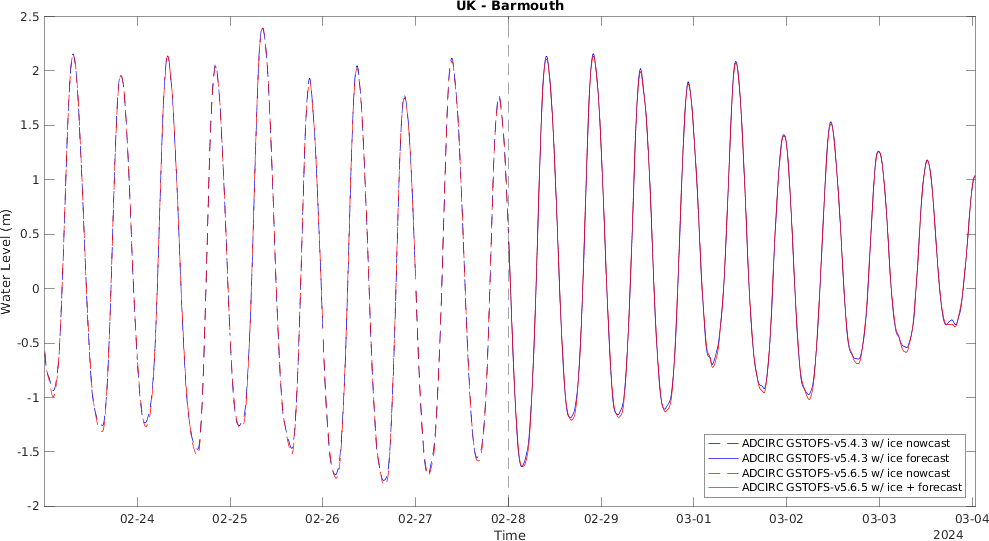 UK - Barmouth
2.5
2
1.5
1
0.5
0
-0.5
-1
-1.5
-2
Water Level (m)
ADCIRC GSTOFS-v5.4.3 w/ ice nowcast
ADCIRC GSTOFS-v5.4.3 w/ ice forecast
ADCIRC GSTOFS-v5.6.5 w/ ice nowcast
ADCIRC GSTOFS-v5.6.5 w/ ice + forecast
02-24 02-25 02-26 02-27 02-28 02-29 03-01 03-02 03-03 03-04
Time
2024